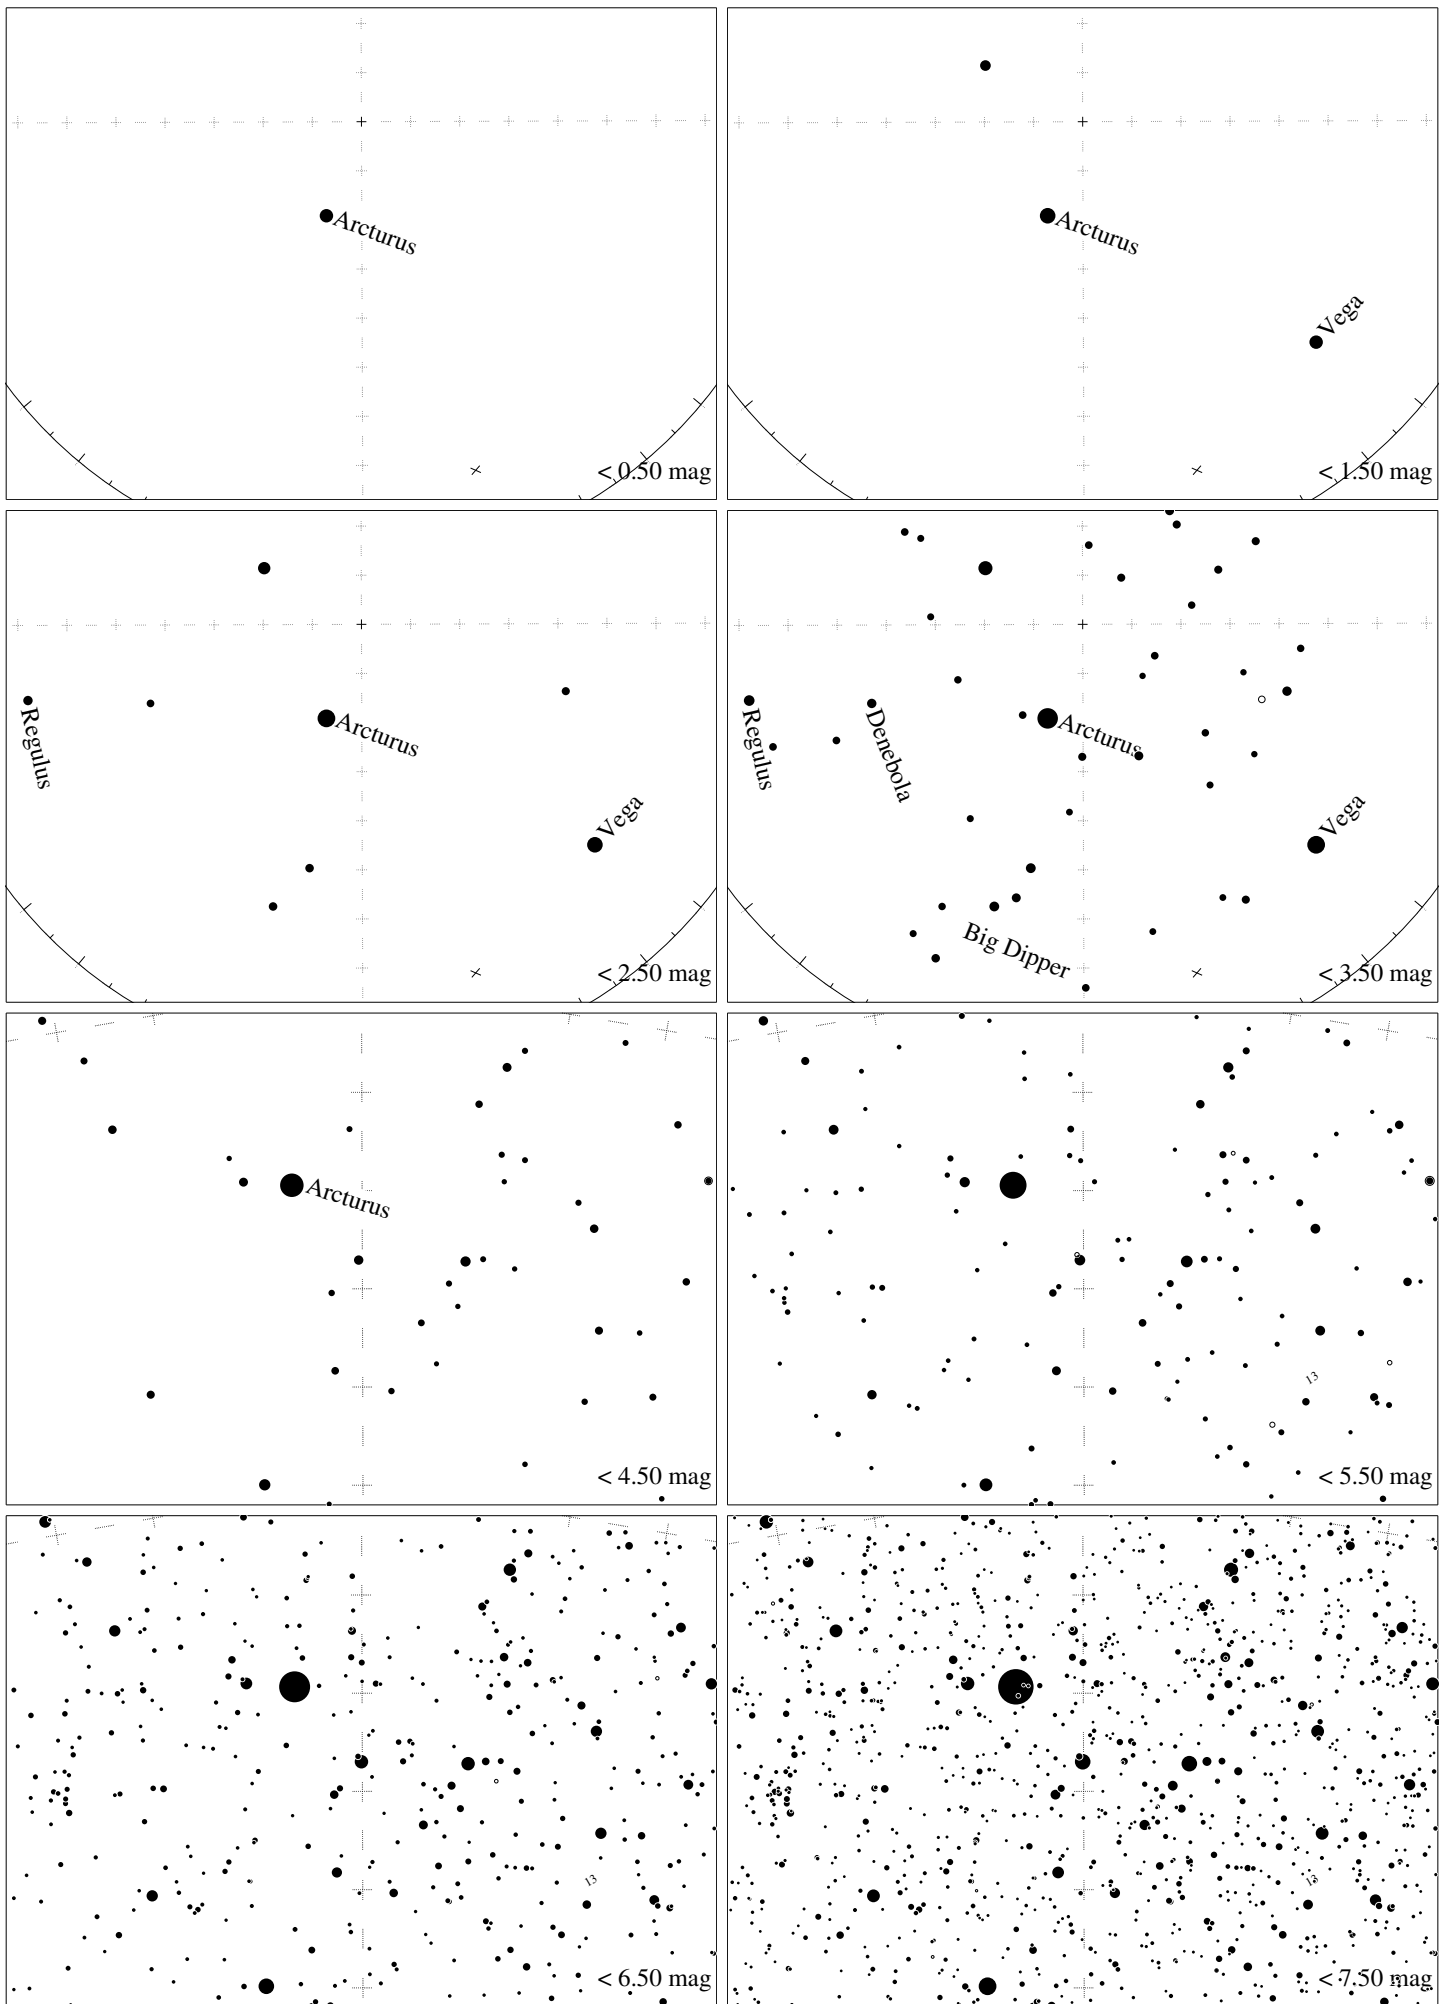 Arcturus
< 0.50 mag
Arcturus
Vega
< 1.50 mag
Regulus
Arcturus
Vega
< 2.50 mag
Regulus
Denebola
Arcturus
Vega
Big Dipper
< 3.50 mag
Arcturus
< 4.50 mag
13
< 5.50 mag
13
< 6.50 mag
13
< 7.50 mag